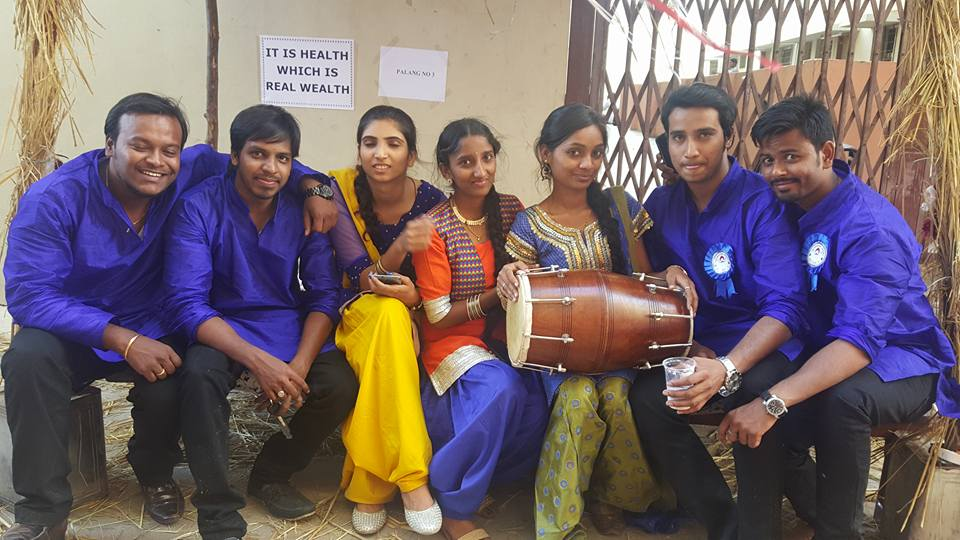 IT IS HEALTH
WHICH IS
REAL WEALTH
PALANG NO 3